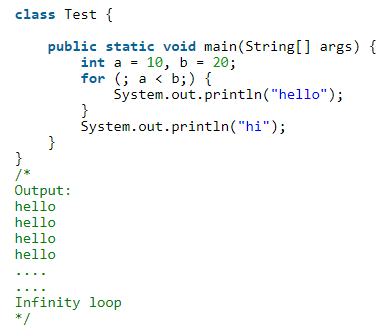 class Test {
public static void main(String[] args) {
int a = 10, b = 20;
for (; a < b;) {
System.out.println("hello");
}
System.out.println("hi");
}
}
/*
Output:
hello
hello
hello
hello
....
....
Infinity loop
*/